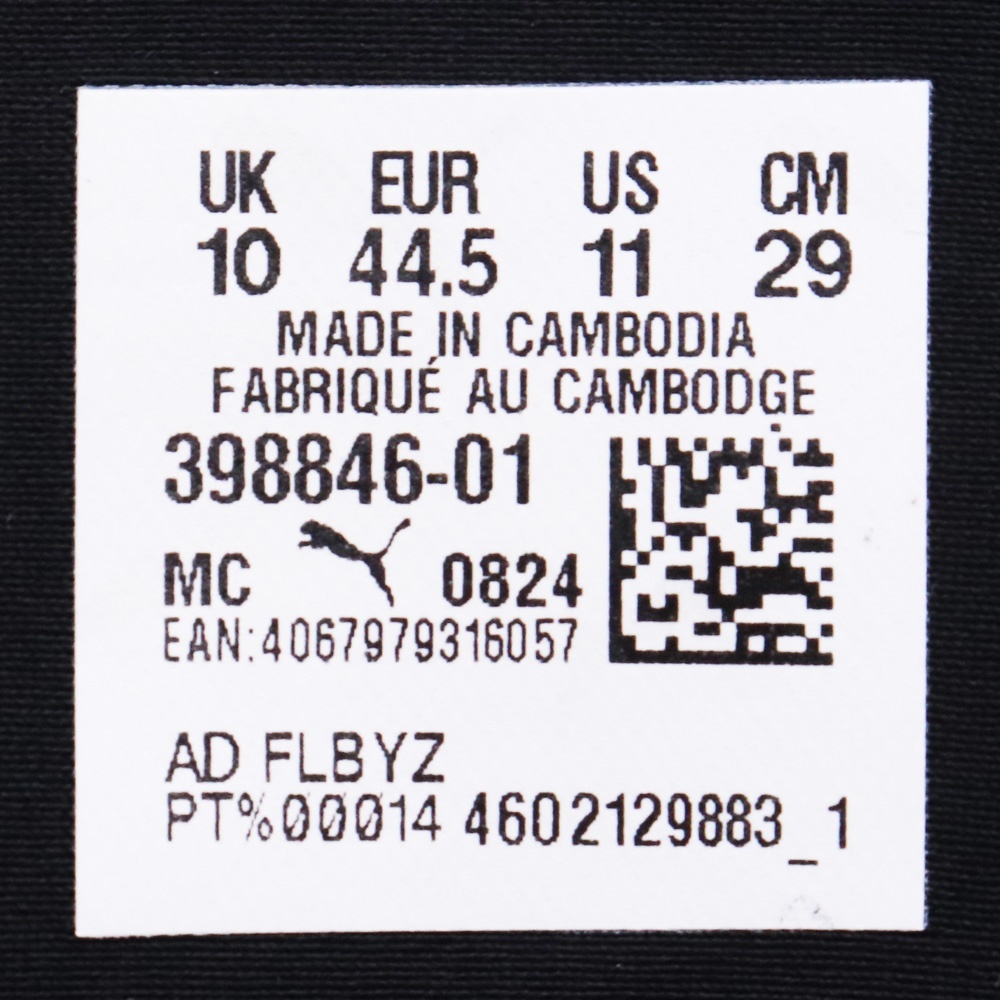 UK EUR US CM
10 44.5 11 29
MADE IN CAMBODIA
FABRIQUÉ AU CAMBODGE
398846-01
MC 0824
EAN:4067979316057
AD FLBYZ
PT%00014 4602129883_1